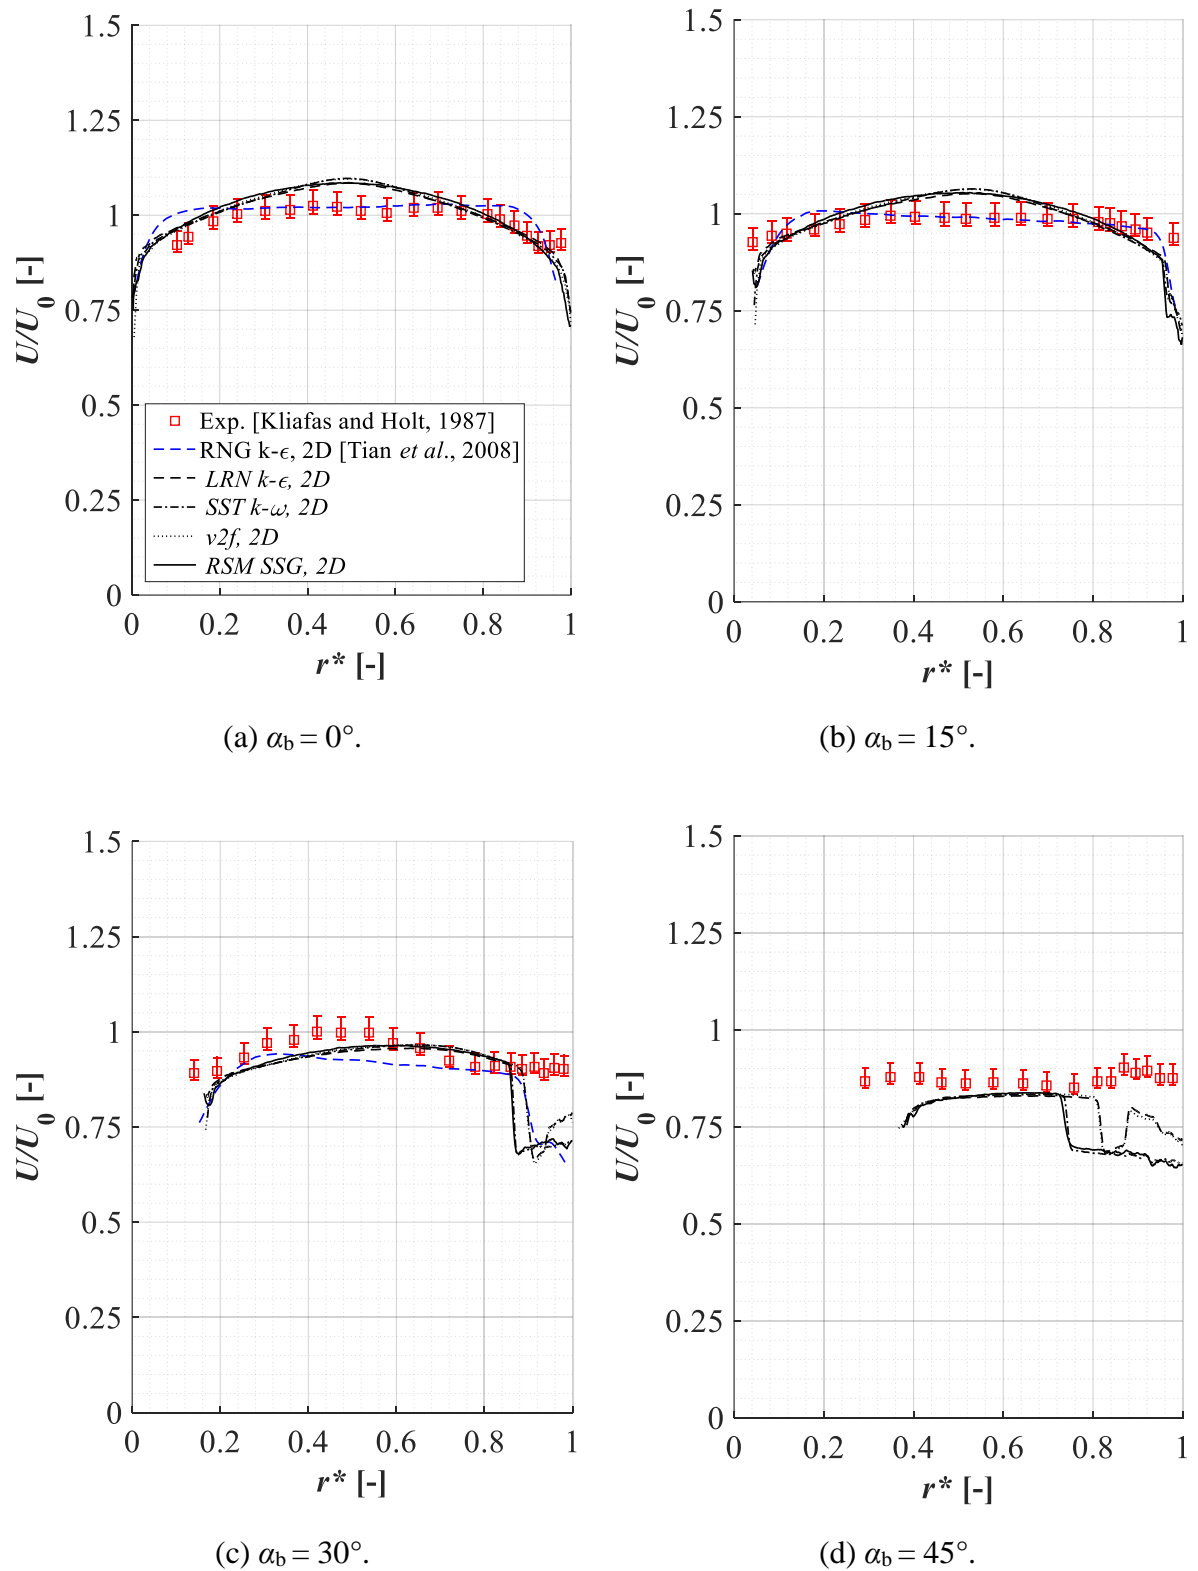 1.5
1.25
1
0.75
0.5
0.25
0
U/U0 [-]
Exp. [Kliafas and Holt, 1987]
RNG k-ϵ, 2D [Tian et al., 2008]
LRN k-ϵ, 2D
SST k-ω, 2D
v2f, 2D
RSM SSG, 2D
0 0.2 0.4 0.6 0.8 1
r* [-]
(a) αb = 0°.
1.5
1.25
1
0.75
0.5
0.25
0
U/U0 [-]
0 0.2 0.4 0.6 0.8 1
r* [-]
(b) αb = 15°.
1.5
1.25
1
0.75
0.5
0.25
0
U/U0 [-]
0 0.2 0.4 0.6 0.8 1
r* [-]
(c) αb = 30°.
1.5
1.25
1
0.75
0.5
0.25
0
U/U0 [-]
0 0.2 0.4 0.6 0.8 1
r* [-]
(d) αb = 45°.